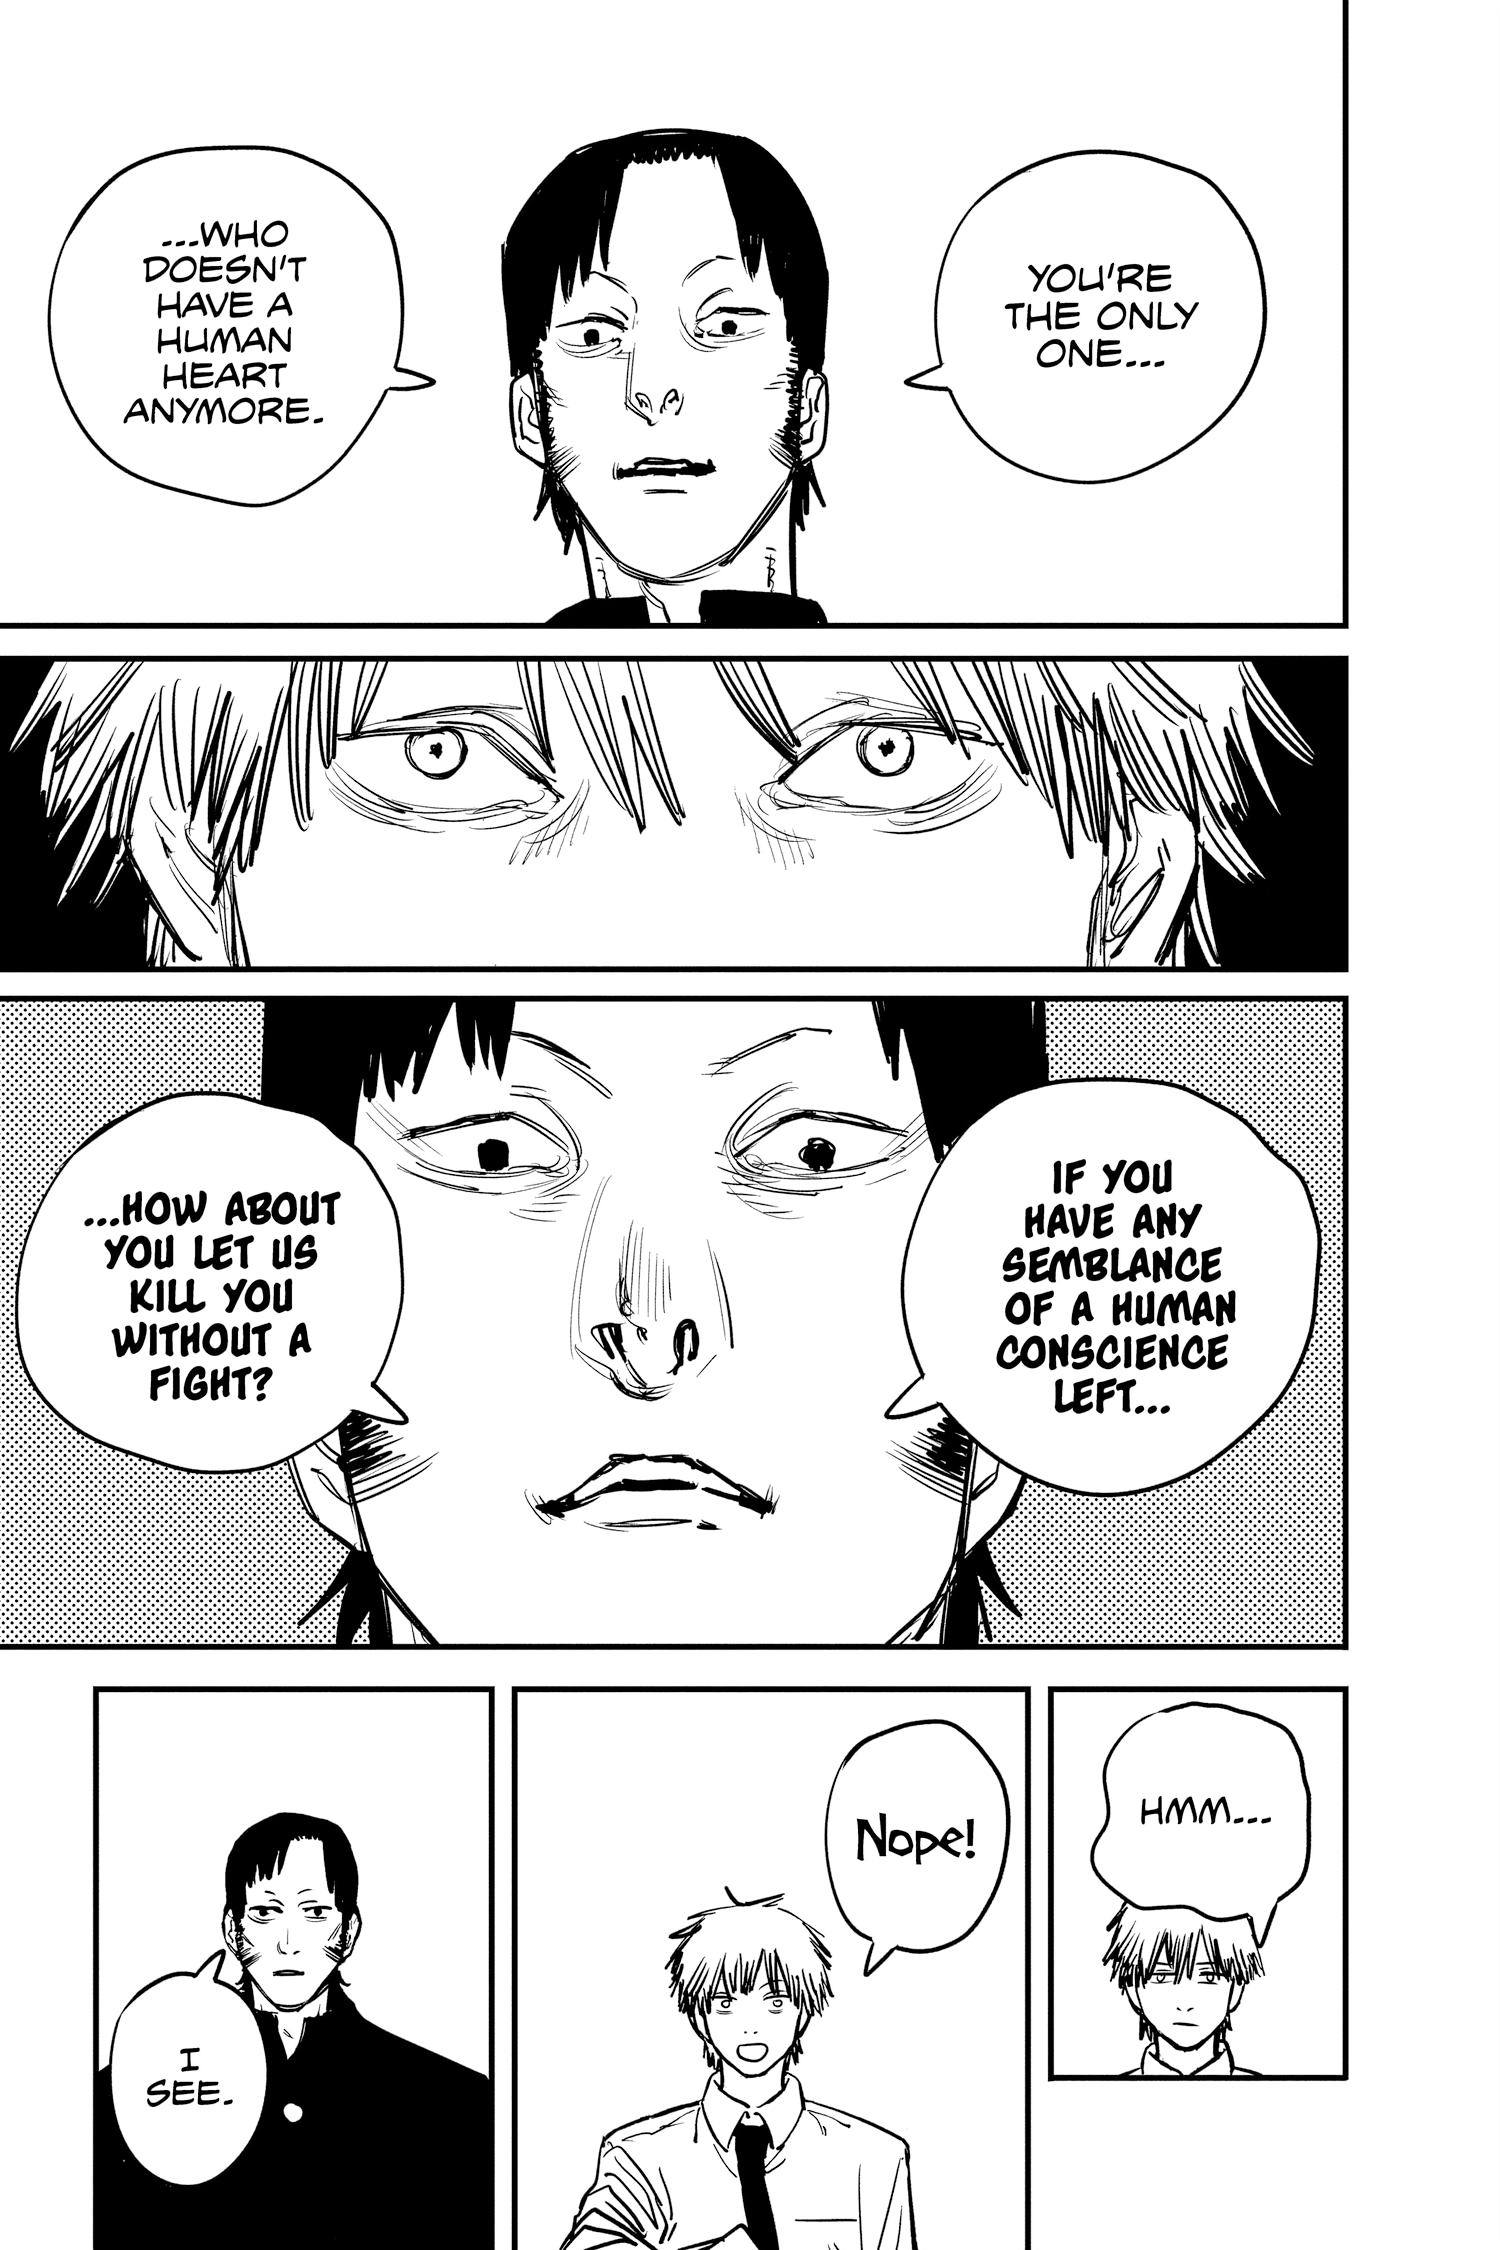 YOU'RE
THE ONLY
ONE...
...WHO
DOESN'T
HAVE A
HUMAN
HEART
ANYMORE.
IF YOU
HAVE ANY
SEMBLANCE
OF A HUMAN
CONSCIENCE
LEFT...
...HOW ABOUT
YOU LET US
KILL YOU
WITHOUT A
FIGHT?
HMM...
Nope!
I
SEE.